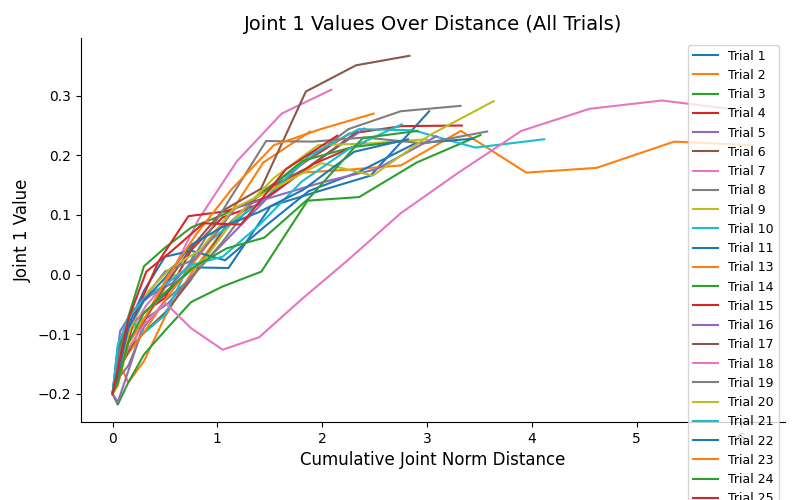 Joint 1 Values Over Distance (All Trials)
Joint 1 Value
0.3
0.2
0.1
0.0
−0.1
−0.2
0
1
2
3
4
5
6
Cumulative Joint Norm Distance
Trial 1
Trial 2
Trial 3
Trial 4
Trial 5
Trial 6
Trial 7
Trial 8
Trial 9
Trial 10
Trial 11
Trial 13
Trial 14
Trial 15
Trial 16
Trial 17
Trial 18
Trial 19
Trial 20
Trial 21
Trial 22
Trial 23
Trial 24
Trial 25